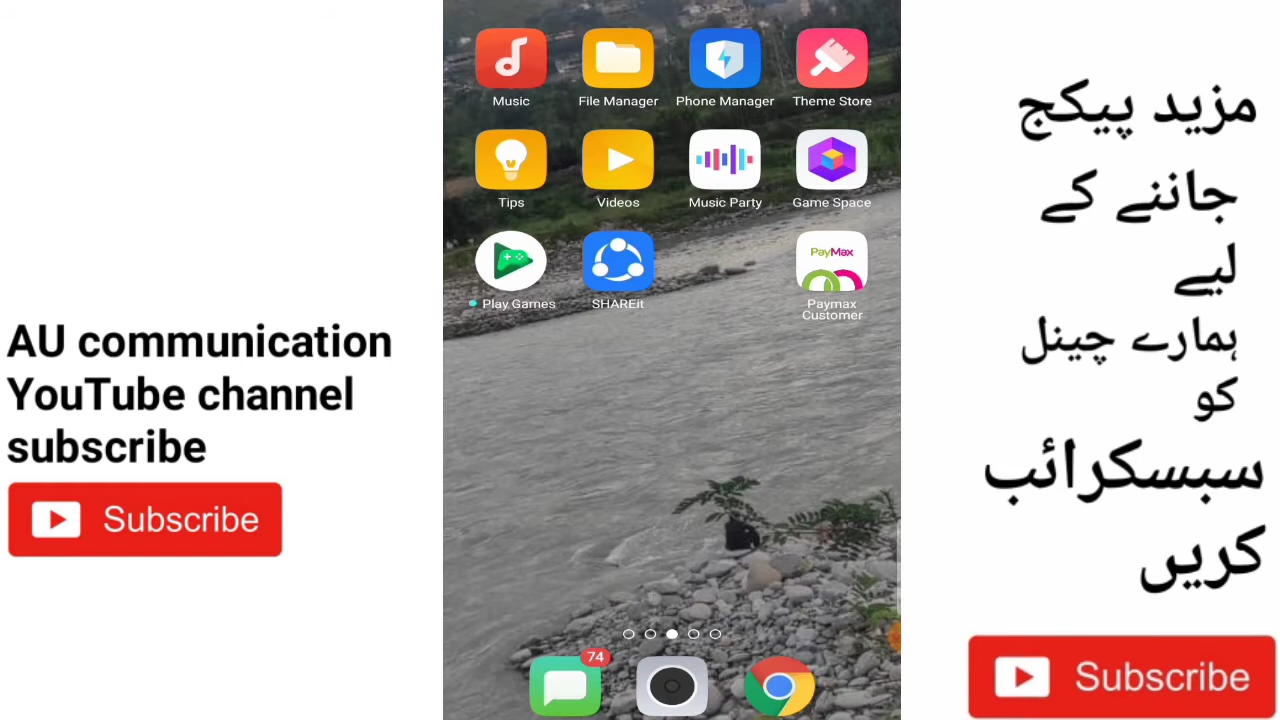 AU communication
YouTube channel
subscribe
Subscribe
Music
File Manager
Phone Manager
Theme Store
Tips
Videos
Music Party
Game Space
Play Games
SHAREit
PayMax
Paymax
Customer
74
مزید پیکج
جاننے کے
لیے
ہمارے چینل
کو
سبسکرائب
کریں
Subscribe